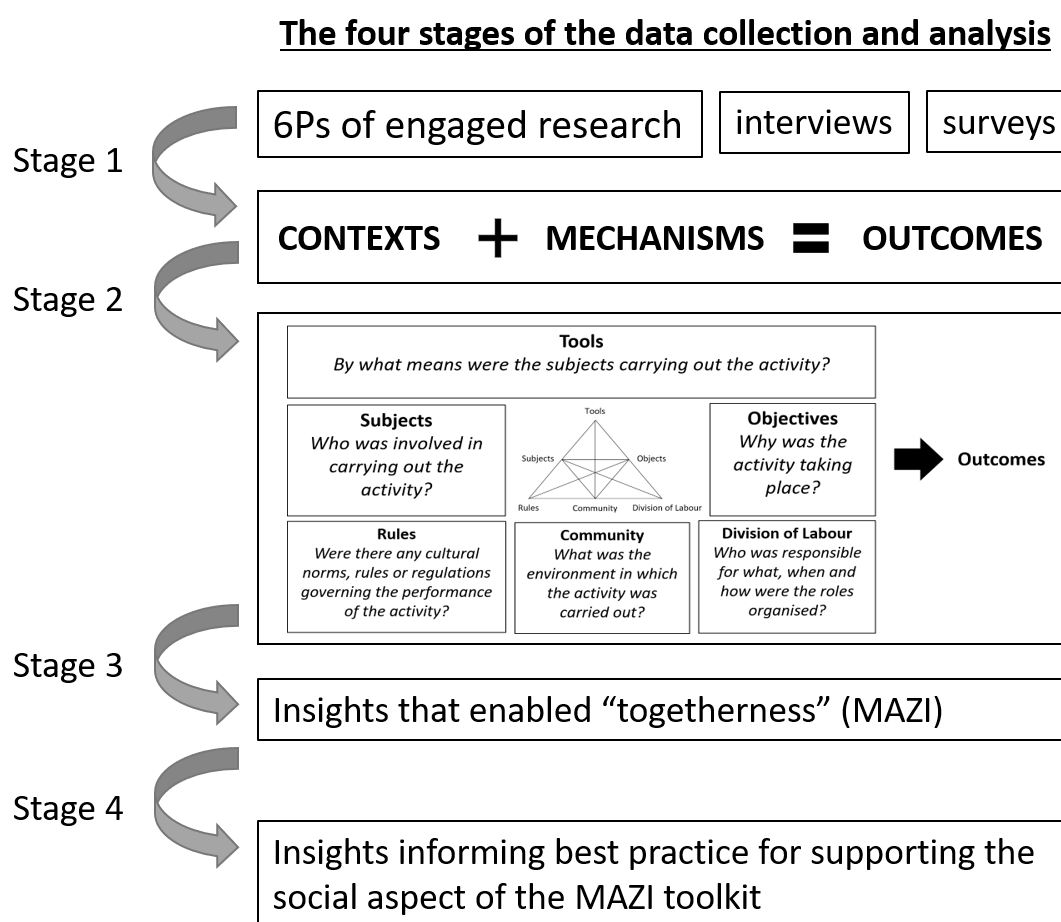 The four stages of the data collection and analysis
Stage 1
6Ps of engaged research
interviews
surveys
CONTEXTS + MECHANISMS = OUTCOMES
Stage 2
Tools
By what means were the subjects carrying out the activity?
Subjects
Who was involved in
carrying out the
activity?
Tools
Subjects
Objects
Rules
Community
Division of Labour
Objectives
Why was the
activity taking
place?
Outcomes
Rules
Were there any cultural
norms, rules or regulations
governing the performance
of the activity?
Community
What was the
environment in which
the activity was
carried out?
Division of Labour
Who was responsible
for what, when and
how were the roles
organised?
Stage 3
Insights that enabled “togetherness” (MAZI)
Stage 4
Insights informing best practice for supporting the
social aspect of the MAZI toolkit